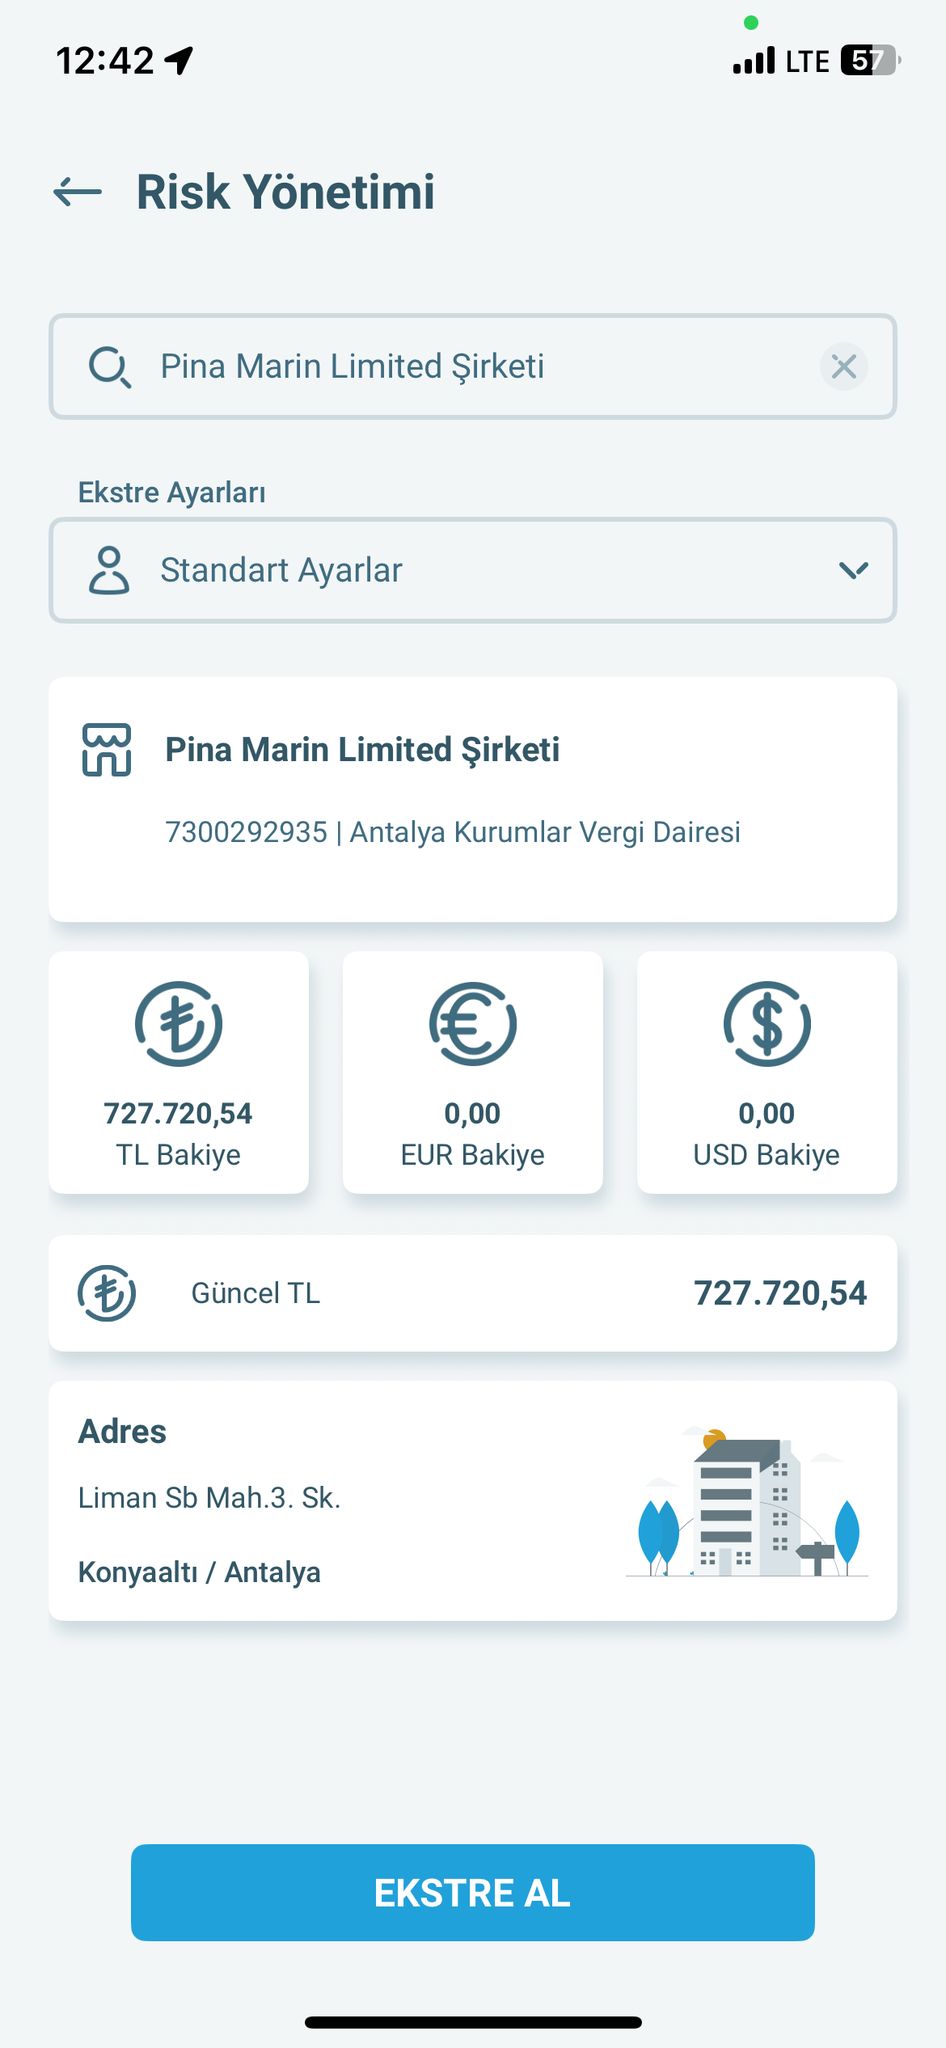 12:42
LTE 57
Risk Yönetimi
Pina Marin Limited Şirketi
Ekstre Ayarları
Standart Ayarlar
Pina Marin Limited Şirketi
7300292935 | Antalya Kurumlar Vergi Dairesi
₺ € $
727.720,54 0,00 0,00
TL Bakiye EUR Bakiye USD Bakiye
₺ Güncel TL 727.720,54
Adres
Liman Sb Mah.3. Sk.
Konyaaltı / Antalya
EKSTRE AL